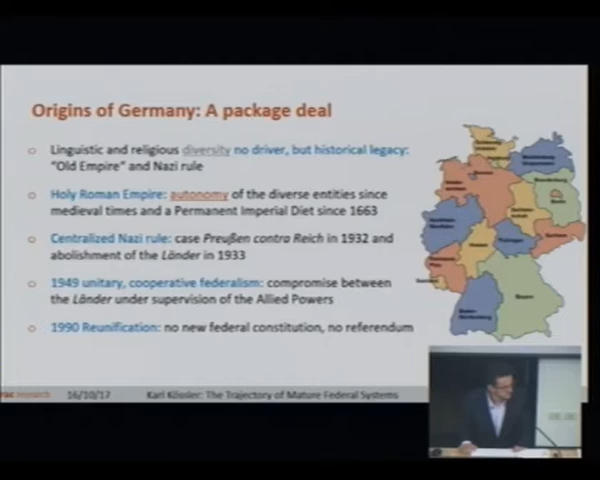 Origins of Germany: A package deal
Linguistic and religious diversity no driver, but historical legacy:
"Old Empire" and Nazi rule
Holy Roman Empire: autonomy of the diverse entities since
medieval times and a Permanent Imperial Diet since 1663
Centralized Nazi rule: case Preußen contra Reich in 1932 and
abolishment of the Länder in 1933
1949 unitary, cooperative federalism: compromise between
the Länder under supervision of the Allied Powers
1990 Reunification: no new federal constitution, no referendum
research 16/10/17 Karl Kössler: The Trajectory of Mature Federal Systems